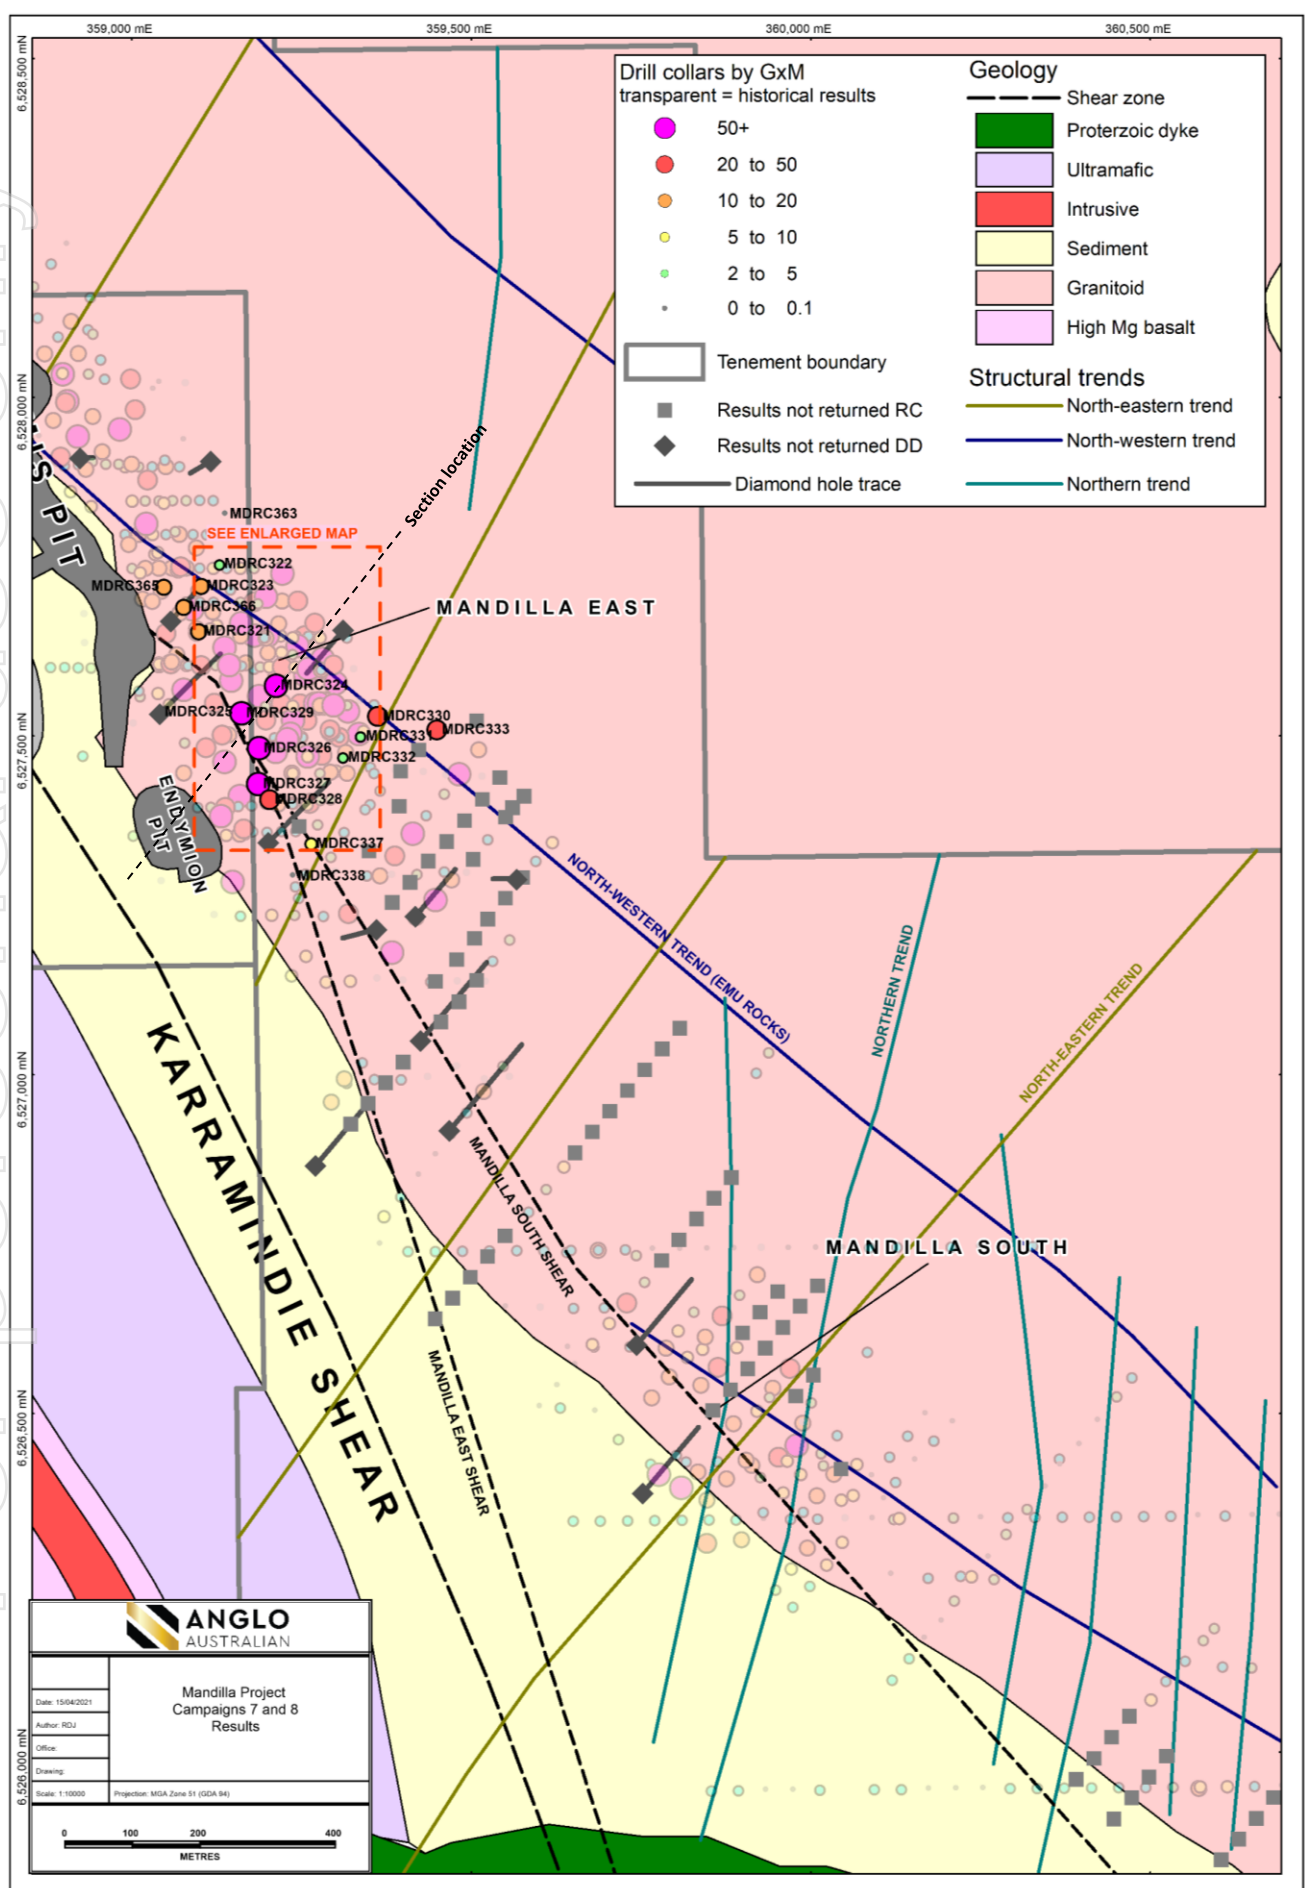 359,000 mE
359,500 mE
360,000 mE
360,500 mE
6,528,500 mN
6,528,000 mN
6,527,500 mN
6,527,000 mN
6,526,500 mN
6,526,000 mN
Drill collars by GxM
transparent = historical results
50+
20 to 50
10 to 20
5 to 10
2 to 5
0 to 0.1
Tenement boundary
Results not returned RC
Results not returned DD
Diamond hole trace
Geology
Shear zone
Proterzoic dyke
Ultramafic
Intrusive
Sediment
Granitoid
High Mg basalt
Structural trends
North-eastern trend
North-western trend
Northern trend
Section location
US PIT
MDRC363
SEE ENLARGED MAP
MDRC322
MDRC365
MDRC323
MDRC366
MDRC321
MANDILLA EAST
MDRC324
MDRC325
MDRC329
MDRC330
MDRC333
MDRC331
MDRC326
MDRC332
MDRC327
MDRC328
MDRC337
MDRC338
ENDYMION
PIT
NORTH-WESTERN TREND (EMU ROCKS)
NORTHERN TREND
NORTH-EASTERN TREND
KARRAMINDIE SHEAR
MANDILLA SOUTH SHEAR
MANDILLA EAST SHEAR
MANDILLA SOUTH
ANGLO
AUSTRALIAN
Mandilla Project
Campaigns 7 and 8
Results
Date: 15/04/2021
Author: RDJ
Office:
Drawing:
Scale: 1:10000
Projection: MGA Zone 51 (GDA 94)
0 100 200 400
METRES